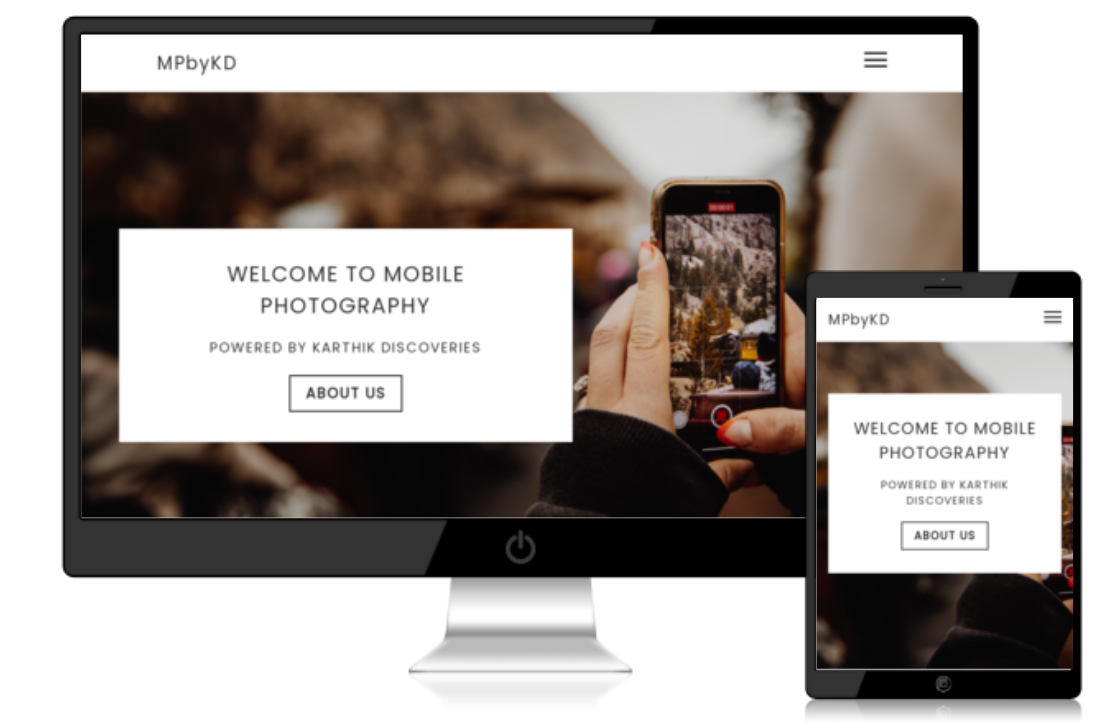 MPbyKD
WELCOME TO MOBILE
PHOTOGRAPHY
POWERED BY KARTHIK DISCOVERIES
ABOUT US
MPbyKD
WELCOME TO MOBILE
PHOTOGRAPHY
POWERED BY KARTHIK
DISCOVERIES
ABOUT US